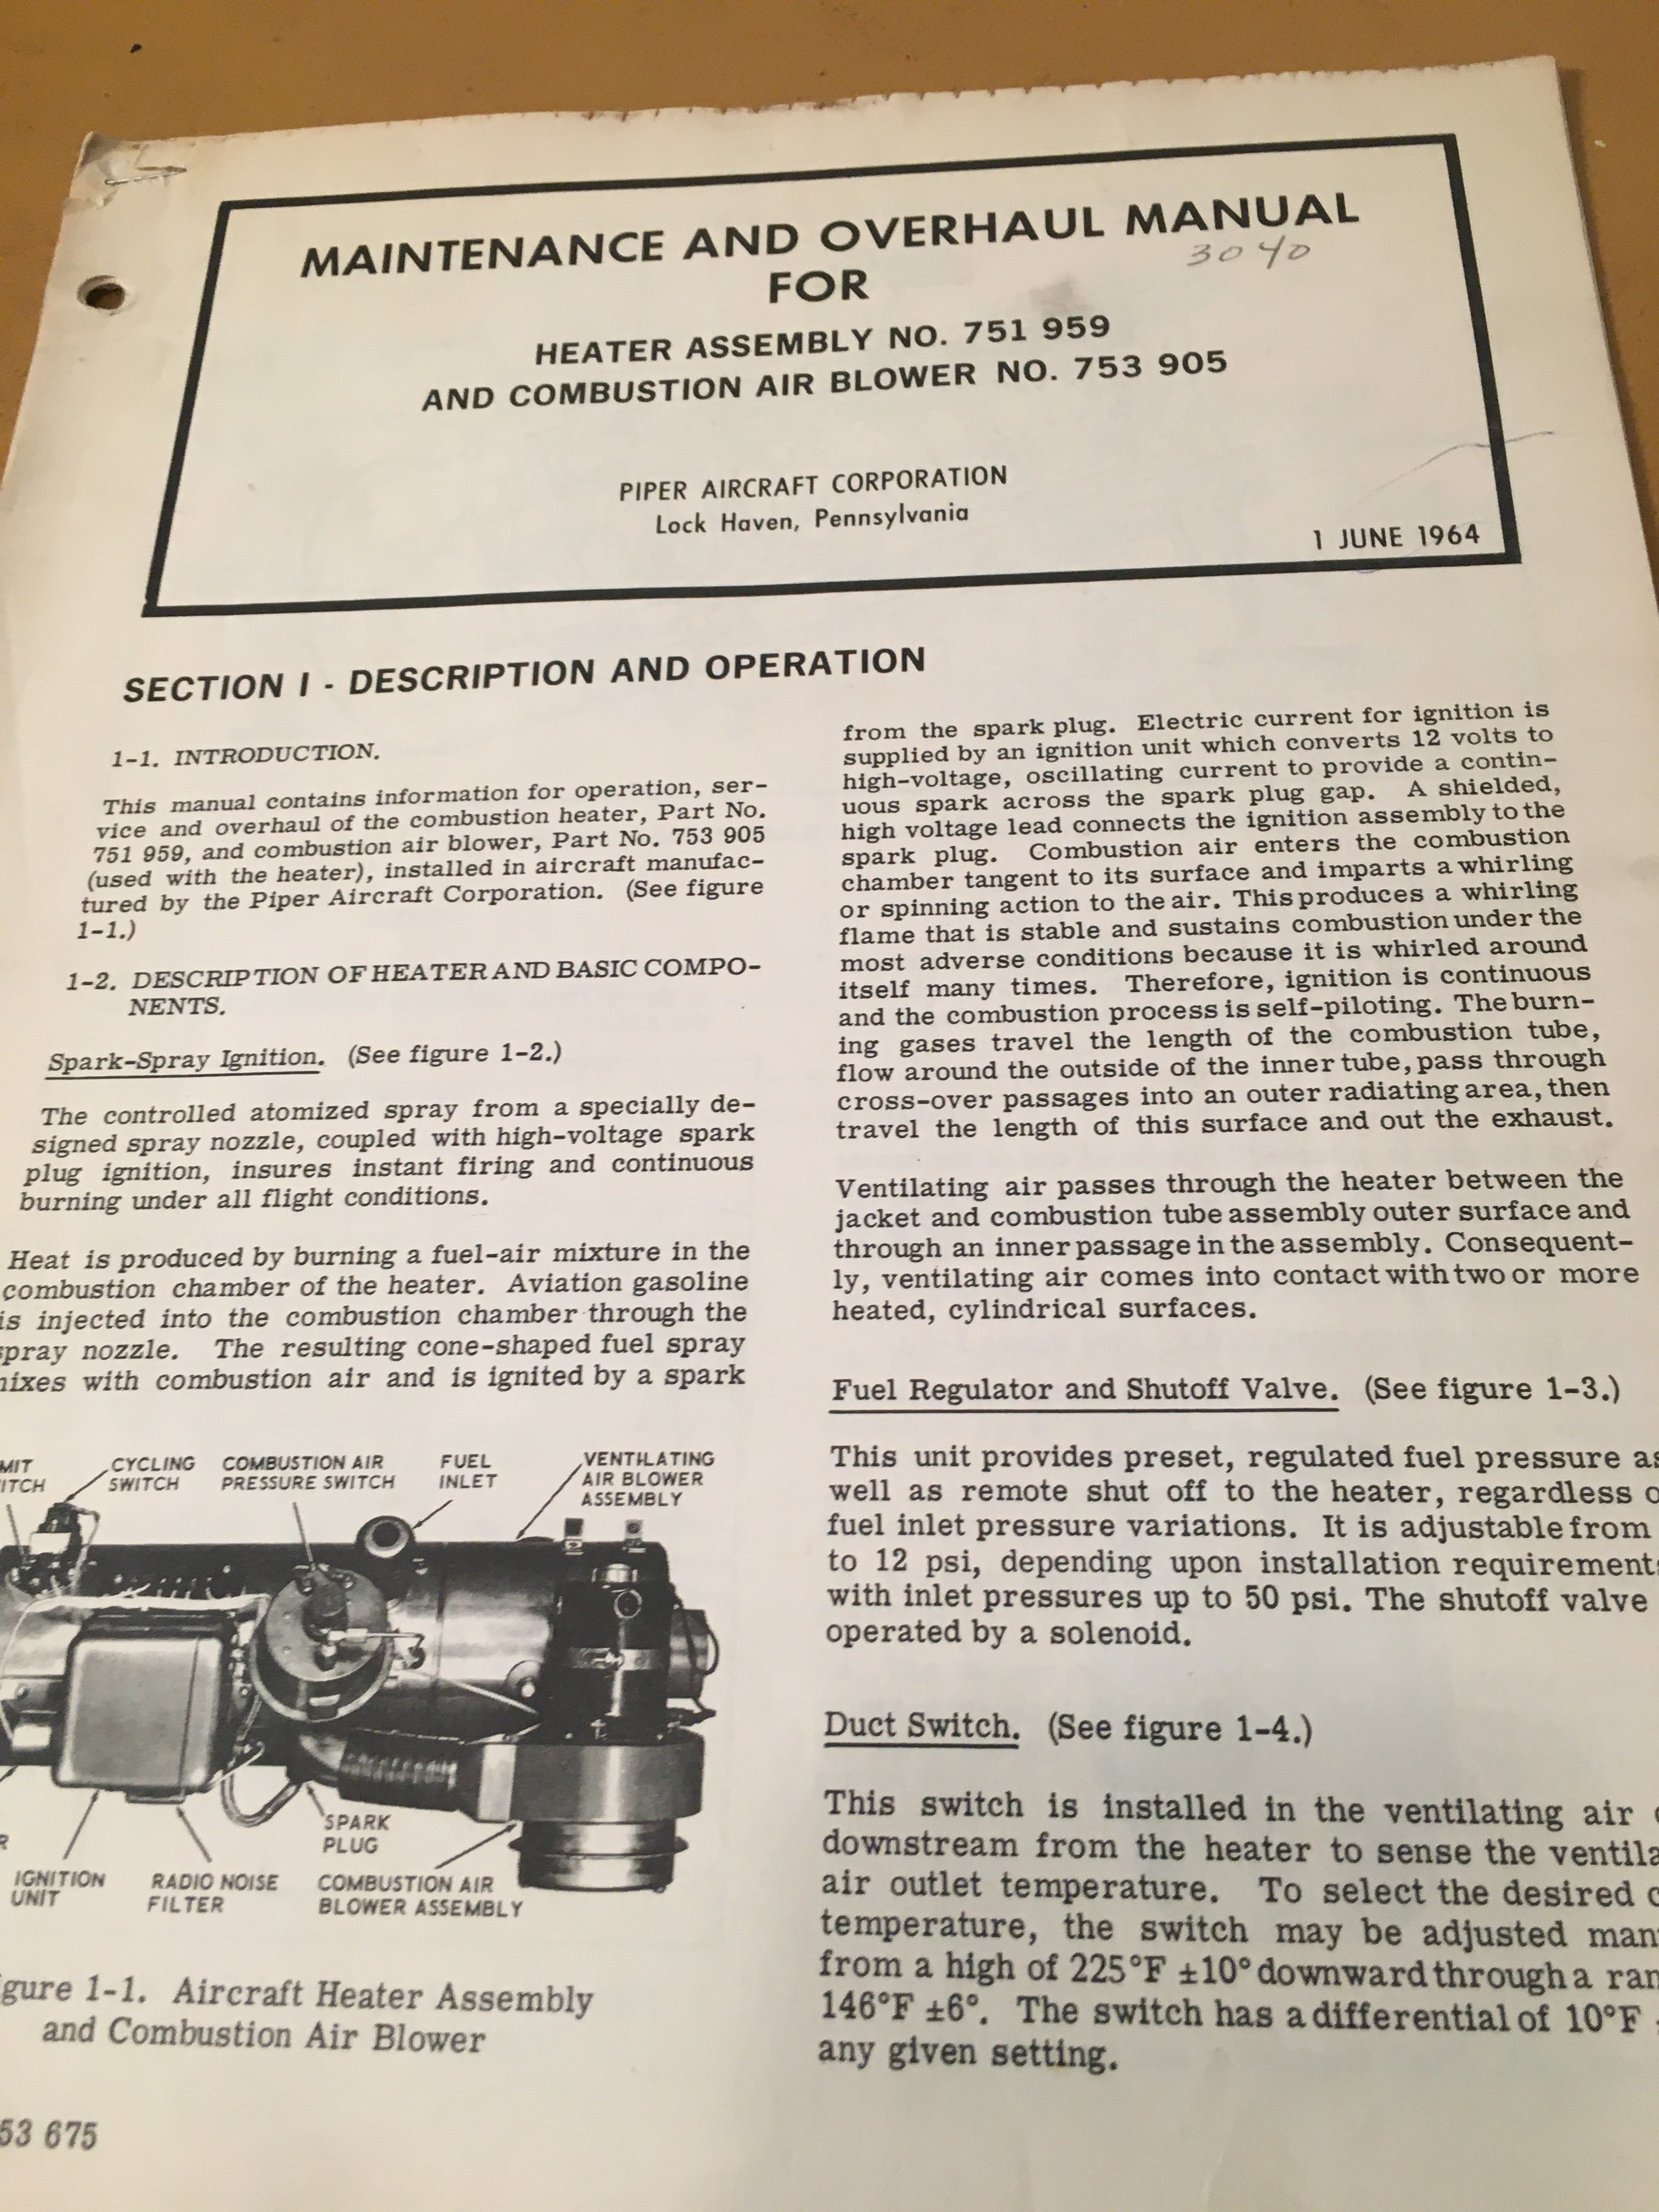 MAINTENANCE AND OVERHAUL MANUAL
3040
FOR
HEATER ASSEMBLY NO. 751 959
AND COMBUSTION AIR BLOWER NO. 753 905
PIPER AIRCRAFT CORPORATION
Lock Haven, Pennsylvania
1 JUNE 1964
SECTION I - DESCRIPTION AND OPERATION
1-1. INTRODUCTION.
This manual contains information for operation, ser-
vice and overhaul of the combustion heater, Part No.
751 959, and combustion air blower, Part No. 753 905
(used with the heater), installed in aircraft manufac-
tured by the Piper Aircraft Corporation. (See figure
1-1.)
1-2. DESCRIPTION OF HEATER AND BASIC COMPO-
NENTS.
Spark-Spray Ignition. (See figure 1-2.)
The controlled atomized spray from a specially de-
signed spray nozzle, coupled with high-voltage spark
plug ignition, insures instant firing and continuous
burning under all flight conditions.
Heat is produced by burning a fuel-air mixture in the
combustion chamber of the heater. Aviation gasoline
is injected into the combustion chamber through the
spray nozzle. The resulting cone-shaped fuel spray
mixes with combustion air and is ignited by a spark
MIT
ITCH
CYCLING
SWITCH
COMBUSTION AIR
PRESSURE SWITCH
FUEL
INLET
VENTILATING
AIR BLOWER
ASSEMBLY
R
IGNITION
UNIT
RADIO NOISE
FILTER
SPARK
PLUG
COMBUSTION AIR
BLOWER ASSEMBLY
gure 1-1. Aircraft Heater Assembly
and Combustion Air Blower
53 675
from the spark plug. Electric current for ignition is
supplied by an ignition unit which converts 12 volts to
high-voltage, oscillating current to provide a contin-
uous spark across the spark plug gap. A shielded,
high voltage lead connects the ignition assembly to the
spark plug. Combustion air enters the combustion
chamber tangent to its surface and imparts a whirling
or spinning action to the air. This produces a whirling
flame that is stable and sustains combustion under the
most adverse conditions because it is whirled around
itself many times. Therefore, ignition is continuous
and the combustion process is self-piloting. The burn-
ing gases travel the length of the combustion tube,
flow around the outside of the inner tube, pass through
cross-over passages into an outer radiating area, then
travel the length of this surface and out the exhaust.
Ventilating air passes through the heater between the
jacket and combustion tube assembly outer surface and
through an inner passage in the assembly. Consequent-
ly, ventilating air comes into contact with two or more
heated, cylindrical surfaces.
Fuel Regulator and Shutoff Valve. (See figure 1-3.)
This unit provides preset, regulated fuel pressure as
well as remote shut off to the heater, regardless o
fuel inlet pressure variations. It is adjustable from
to 12 psi, depending upon installation requirements
with inlet pressures up to 50 psi. The shutoff valve
operated by a solenoid.
Duct Switch. (See figure 1-4.)
This switch is installed in the ventilating air
downstream from the heater to sense the ventila
air outlet temperature. To select the desired c
temperature, the switch may be adjusted man
from a high of 225°F ±10° downward through a ran
146°F ±6°. The switch has a differential of 10°F
any given setting.